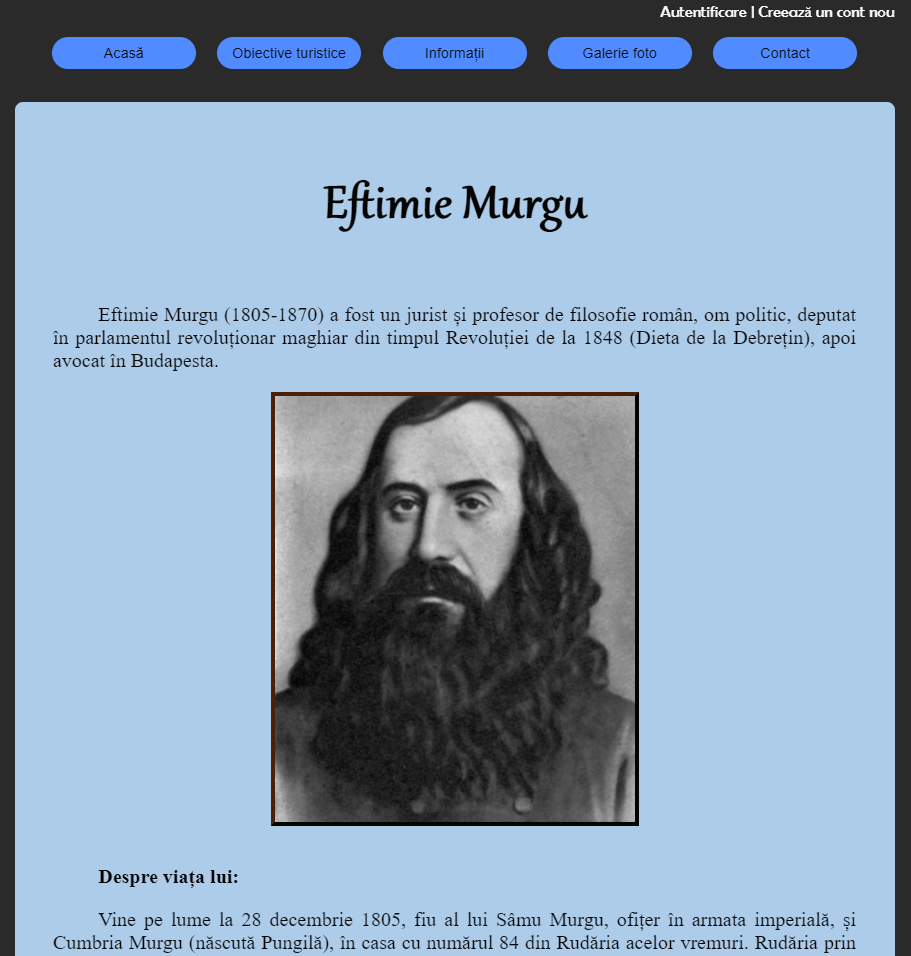 Autentificare | Creează un cont nou
Acasă Obiective turistice Informații Galerie foto Contact
Eftimie Murgu
Eftimie Murgu (1805-1870) a fost un jurist și profesor de filosofie român, om politic, deputat
în parlamentul revoluționar maghiar din timpul Revoluției de la 1848 (Dieta de la Debrețin), apoi
avocat în Budapesta.
Despre viața lui:
Vine pe lume la 28 decembrie 1805, fiu al lui Sâmu Murgu, ofițer în armata imperială, și
Cumbria Murgu (născută Pungilă), în casa cu numărul 84 din Rudăria acelor vremuri. Rudăria prin